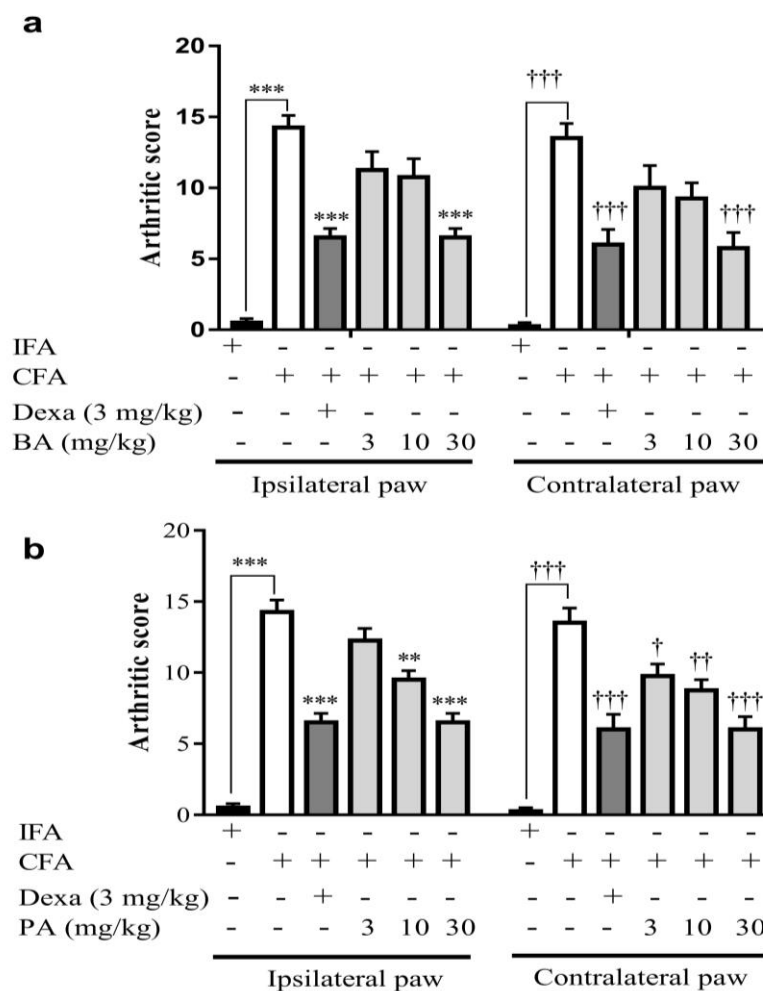 a
Arthritic score
20
15
10
5
0
*** *** ***
††† ††† †††
IFA + - - - - - + - - - - -
CFA - + + + + + - + + + + +
Dexa (3 mg/kg) - - + - - - - - + - - -
BA (mg/kg) - - - 3 10 30 - - - 3 10 30
Ipsilateral paw Contralateral paw
b
Arthritic score
20
15
10
5
0
*** *** ** ***
††† ††† † †† †††
IFA + - - - - - + - - - - -
CFA - + + + + + - + + + + +
Dexa (3 mg/kg) - - + - - - - - + - - -
PA (mg/kg) - - - 3 10 30 - - - 3 10 30
Ipsilateral paw Contralateral paw